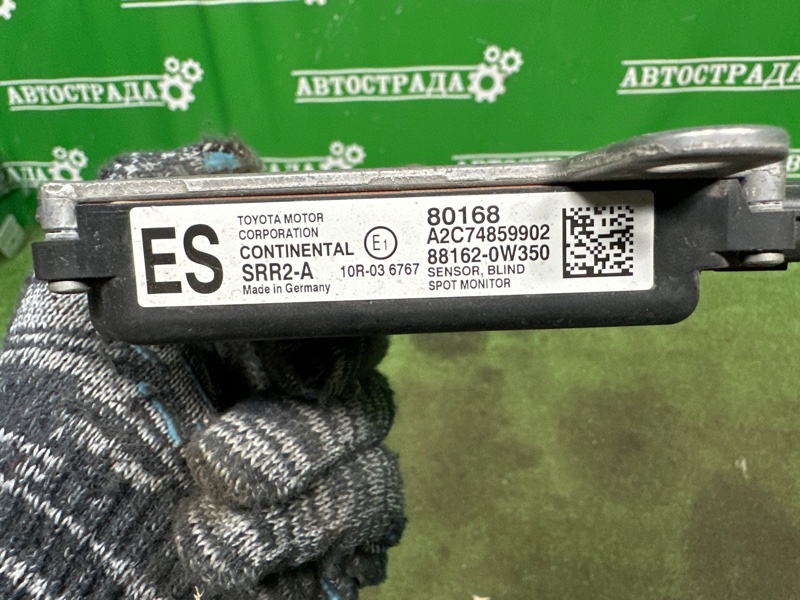 АВТОСТРАДА
АВТОСТРАДА
АВТОСТРАДА
ES
TOYOTA MOTOR
CORPORATION
CONTINENTAL
SRR2-A
Made in Germany
E1
10R-03 6767
80168
A2C74859902
88162-0W350
SENSOR, BLIND
SPOT MONITOR